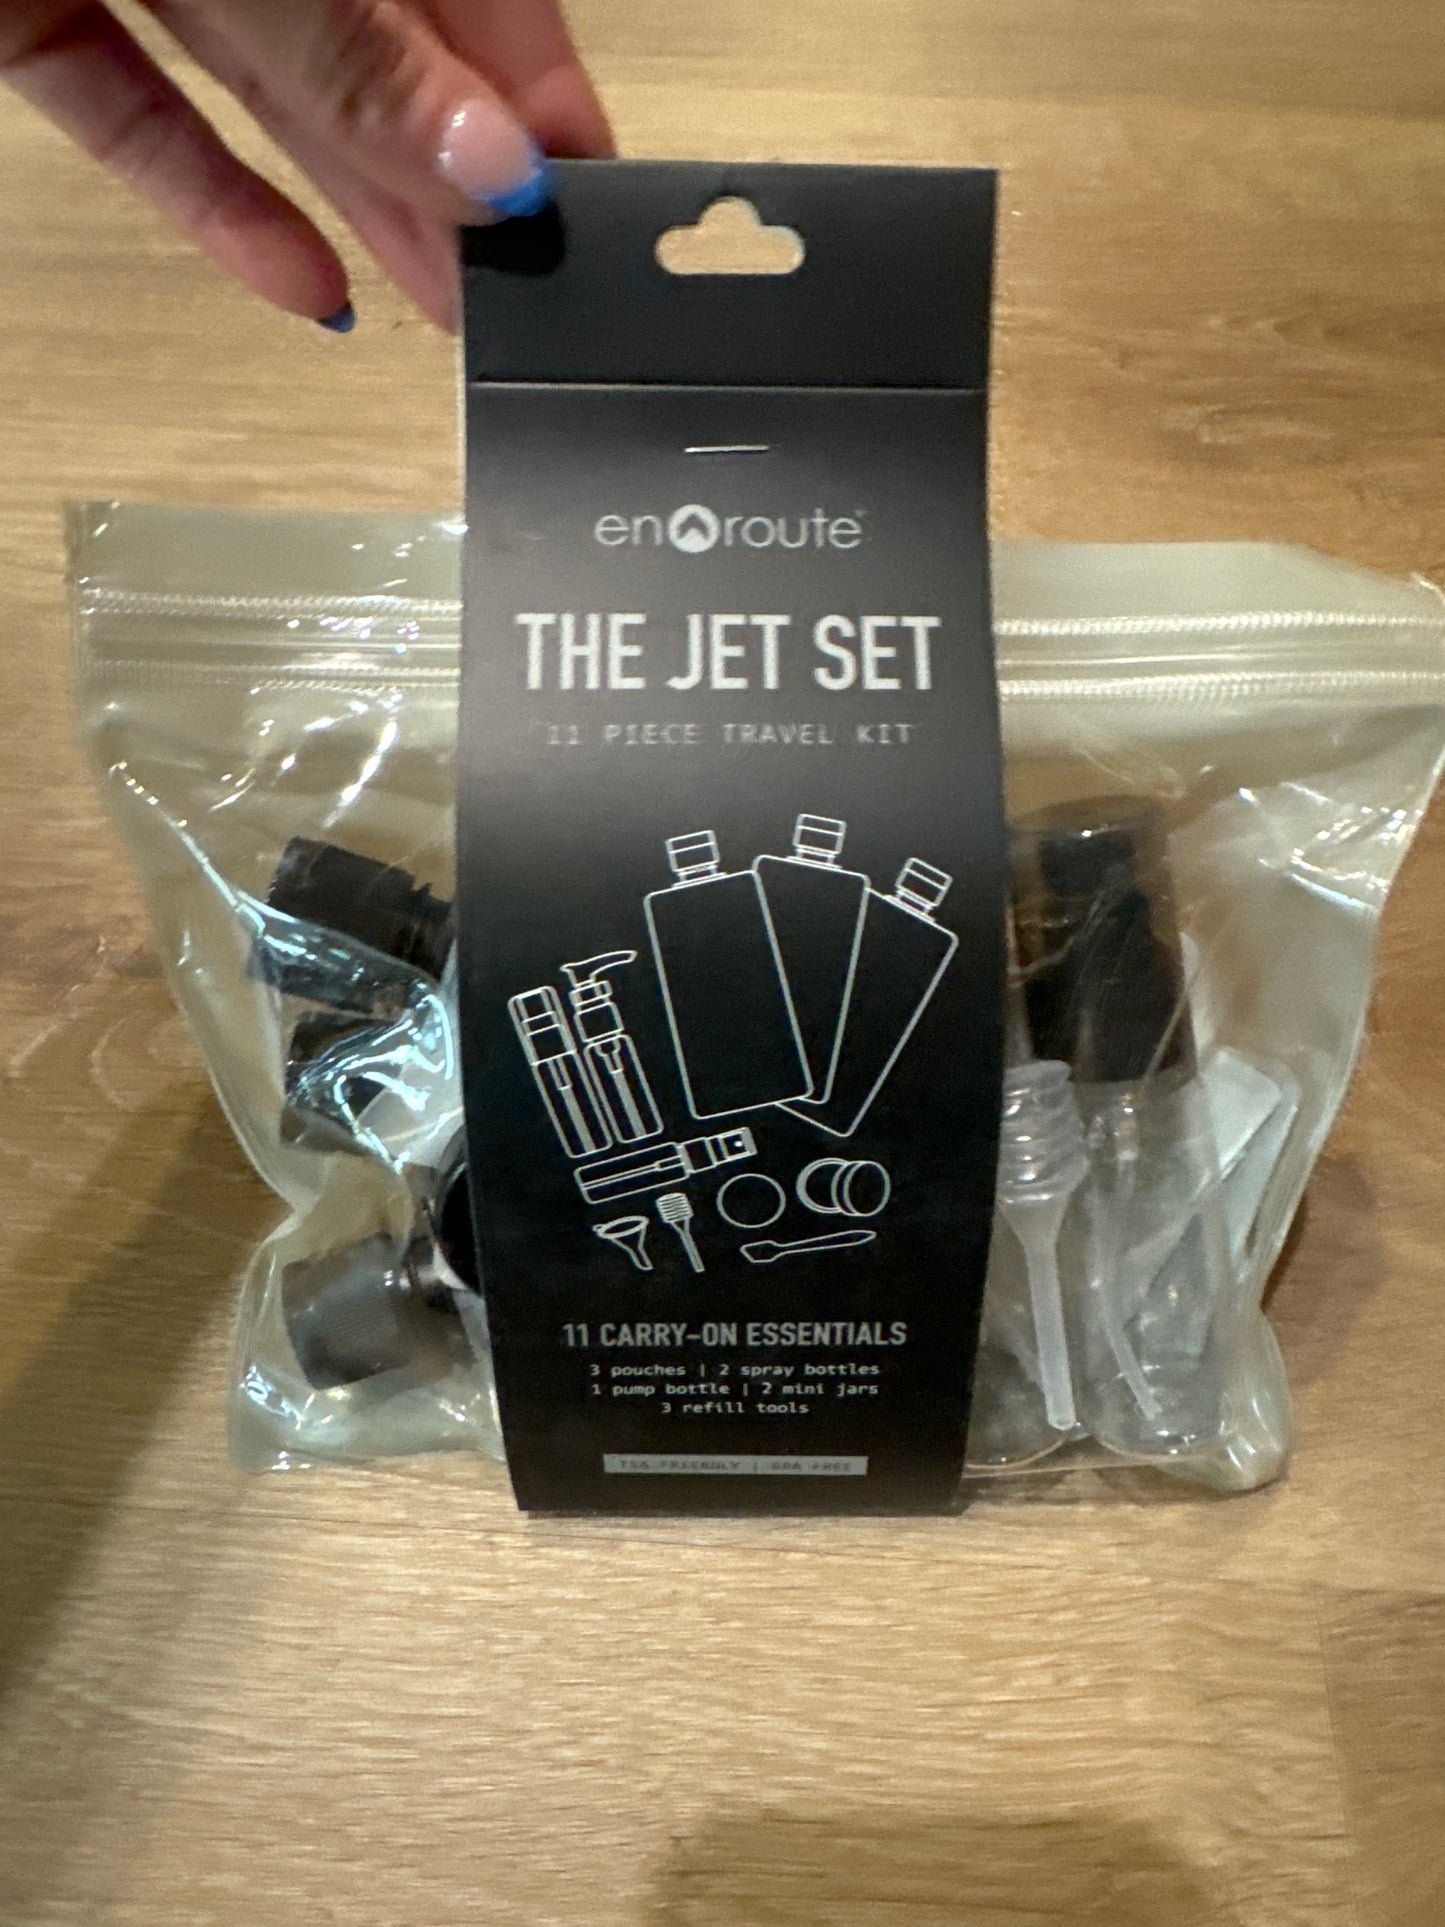 enroute
THE JET SET
11 PIECE TRAVEL KIT
11 CARRY-ON ESSENTIALS
3 pouches | 2 spray bottles
1 pump bottle | 2 mini jars
3 refill tools
TSA FRIENDLY | BPA FREE